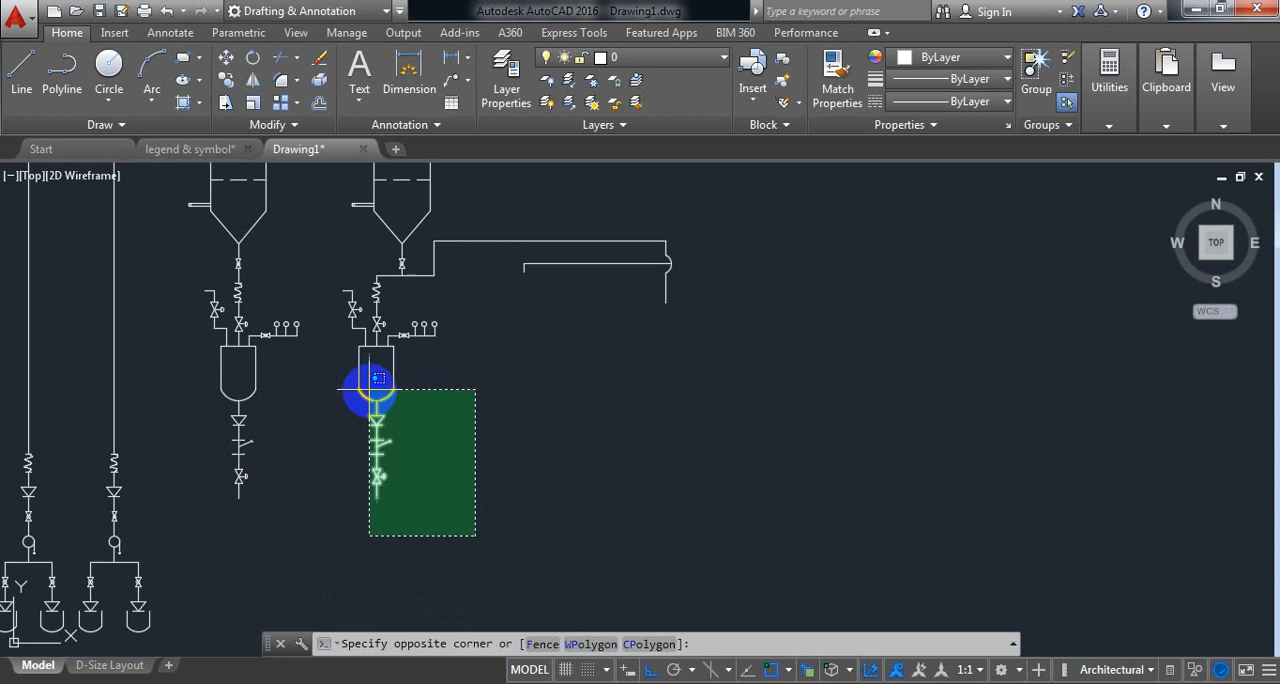 Drafting & Annotation
Autodesk AutoCAD 2016 Drawing1.dwg
Type a keyword or phrase
Sign In
Home Insert Annotate Parametric View Manage Output Add-ins A360 Express Tools Featured Apps BIM 360 Performance
0
ByLayer
Line Polyline Circle Arc
Text Dimension
Layer Properties
Insert
Match Properties
ByLayer
ByLayer
Group
Utilities Clipboard View
Draw Modify Annotation Layers Block Properties Groups
Start legend & symbol* Drawing1*
[−][Top][2D Wireframe]
N
W TOP E
S
WCS
Y
X
Specify opposite corner or [Fence WPolygon CPolygon]:
Model D-Size Layout
MODEL 1:1 Architectural